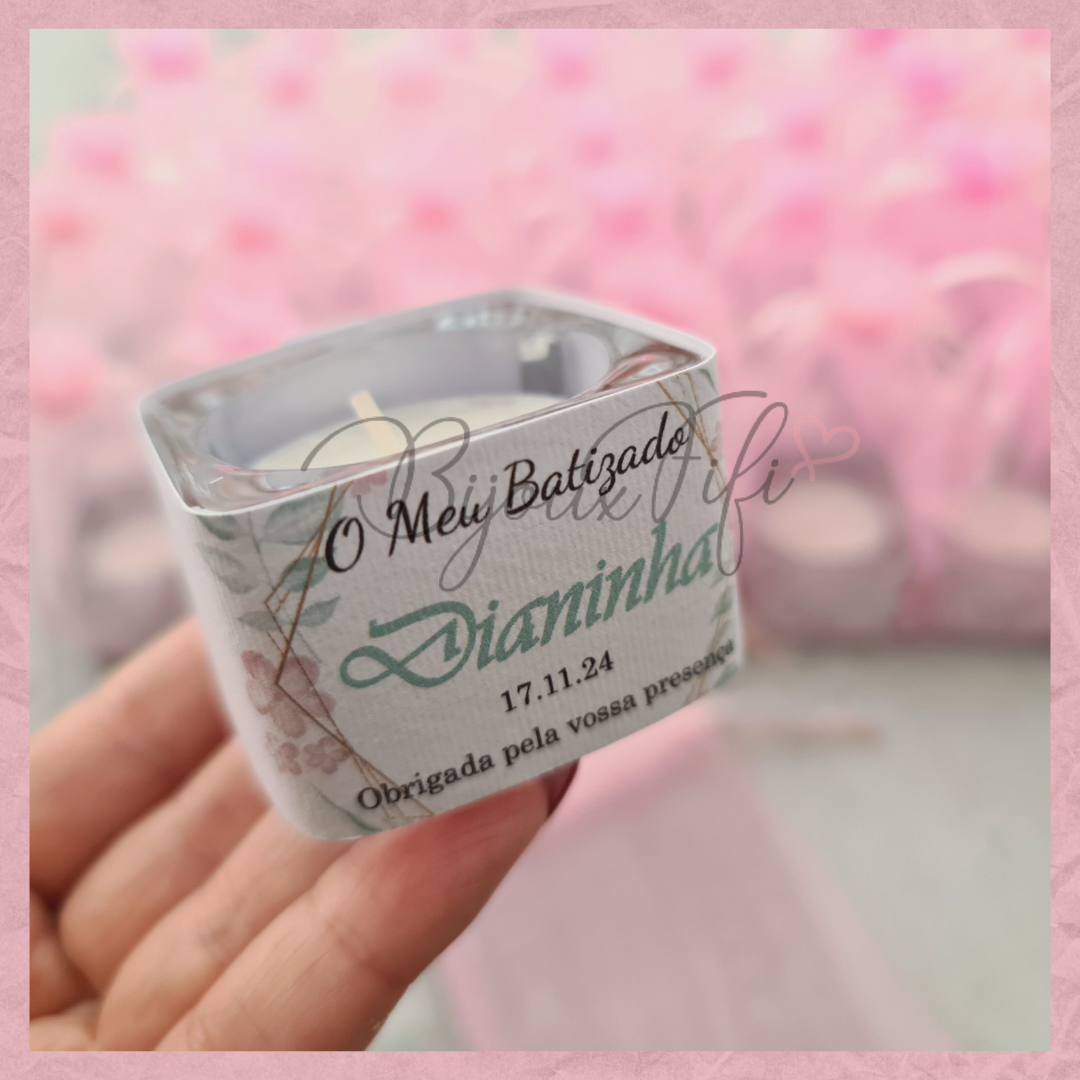 O Meu Batizado
Bijoux Fifi
Dianinha
17.11.24
Obrigada pela vossa presença